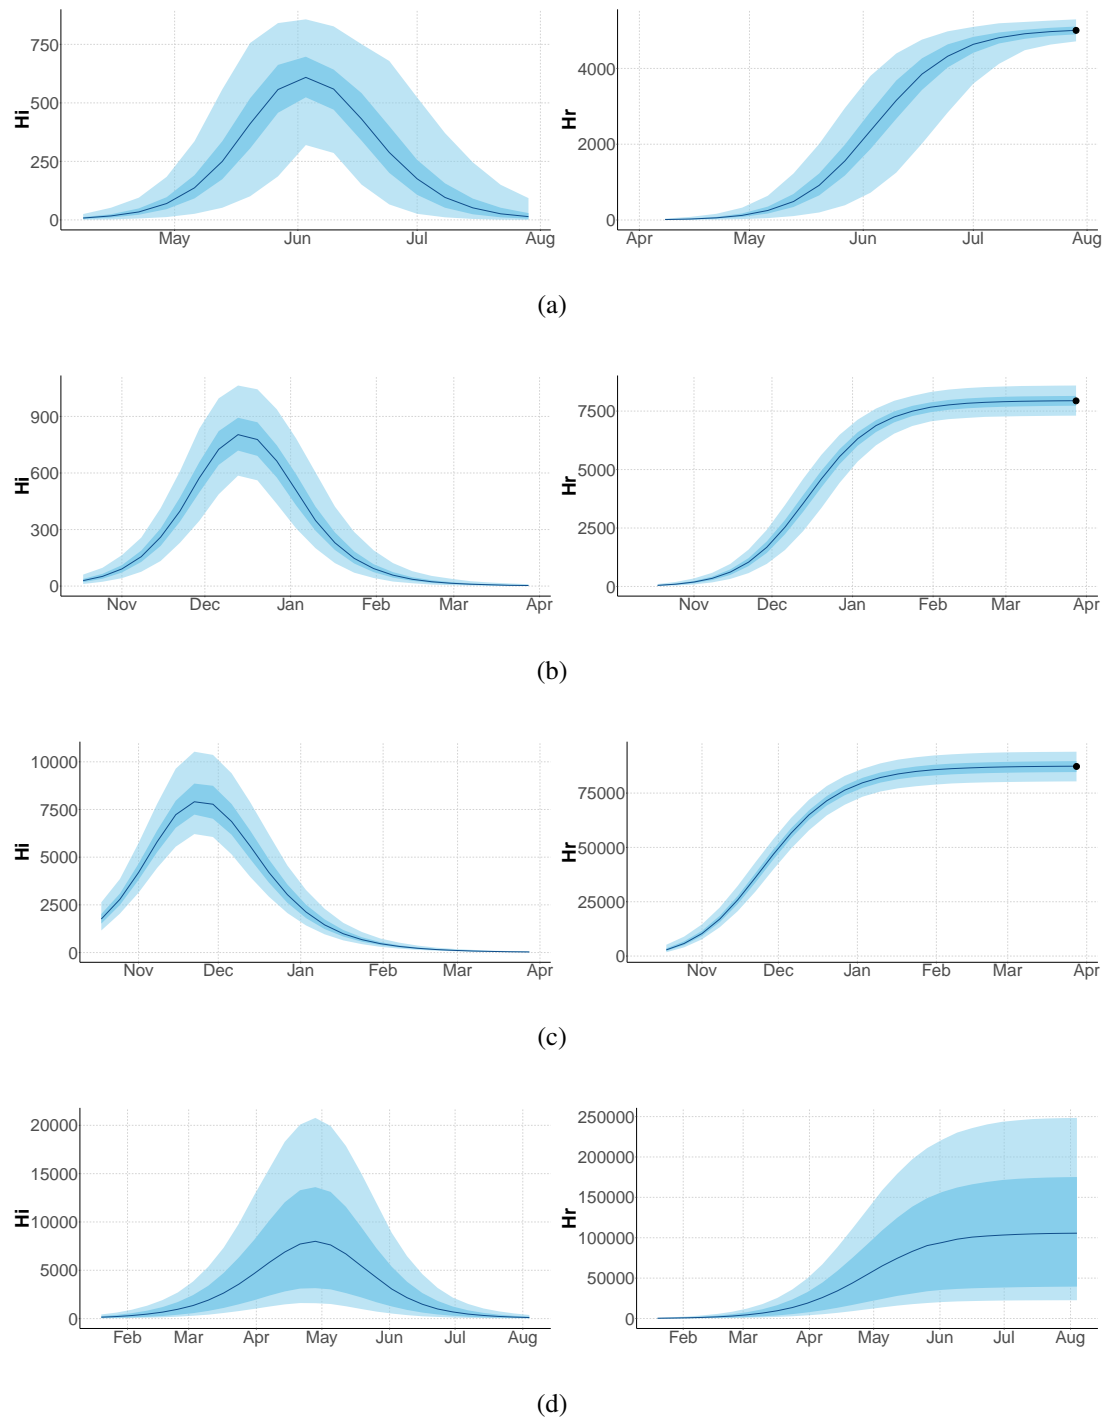 750
500
250
0
Hi
May
Jun
Jul
Aug
4000
2000
0
Hr
Apr
May
Jun
Jul
Aug
(a)
900
600
300
0
Hi
Nov
Dec
Jan
Feb
Mar
Apr
7500
5000
2500
0
Hr
Nov
Dec
Jan
Feb
Mar
Apr
(b)
10000
7500
5000
2500
0
Hi
Nov
Dec
Jan
Feb
Mar
Apr
75000
50000
25000
0
Hr
Nov
Dec
Jan
Feb
Mar
Apr
(c)
20000
15000
10000
5000
0
Hi
Feb
Mar
Apr
May
Jun
Jul
Aug
250000
200000
150000
100000
50000
0
Hr
Feb
Mar
Apr
May
Jun
Jul
Aug
(d)